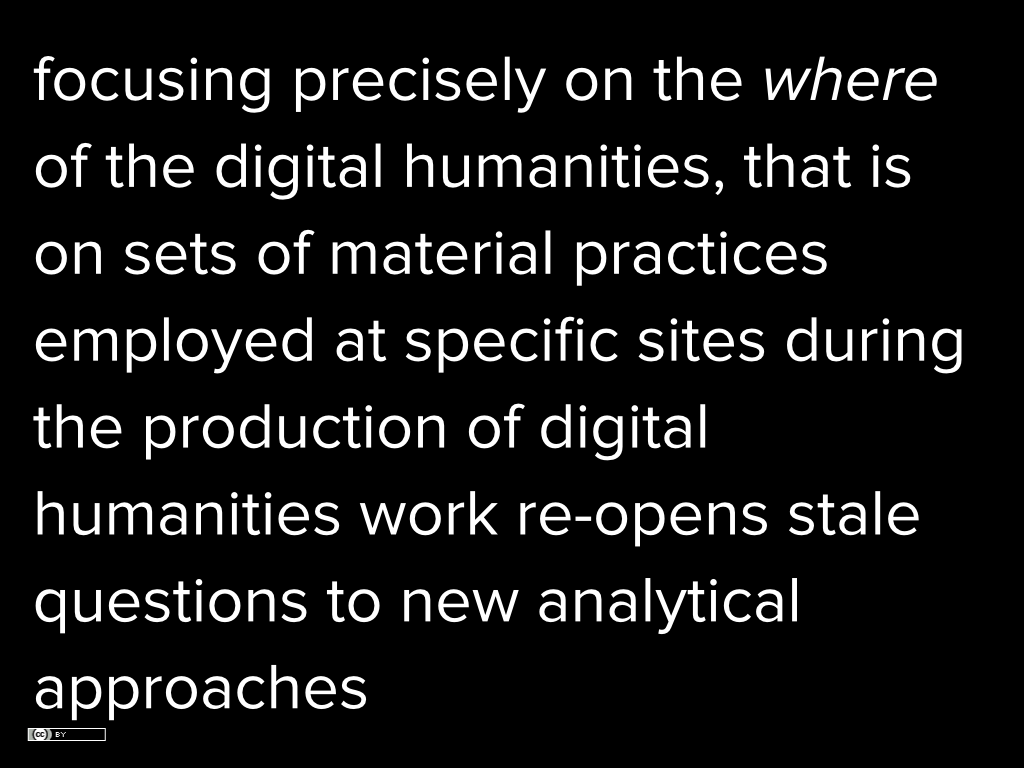 focusing precisely on the where
of the digital humanities, that is
on sets of material practices
employed at specific sites during
the production of digital
humanities work re-opens stale
questions to new analytical
approaches
cc BY